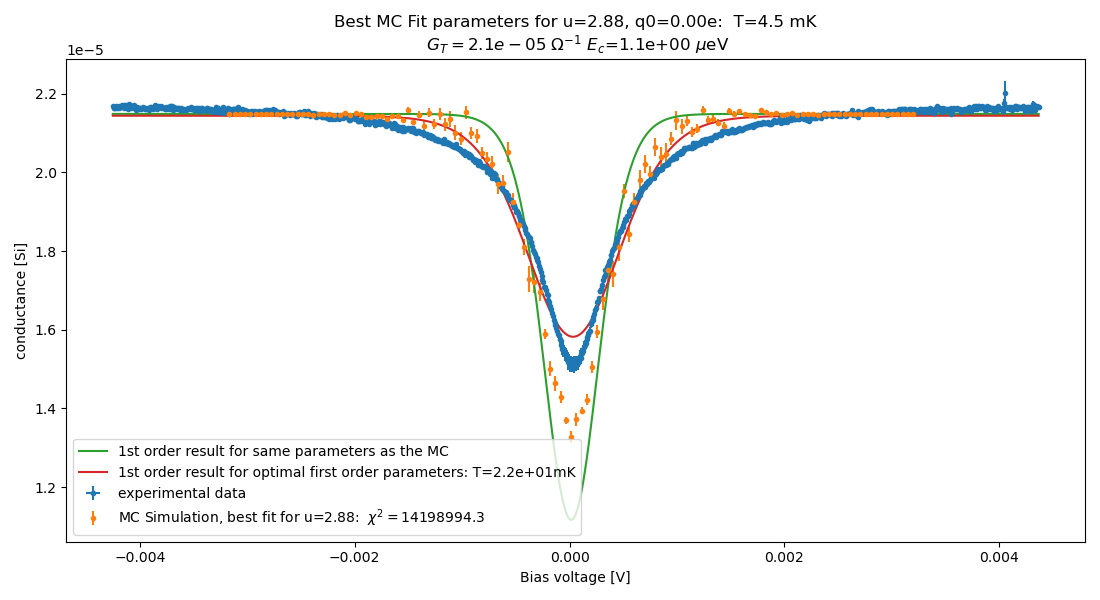 Best MC Fit parameters for u=2.88, q0=0.00e:  T=4.5 mK
$G_T = 2.1e-05\ \Omega^{-1}\ E_c$=1.1e+00 $\mu$eV
1e−5
2.2
2.0
1.8
1.6
1.4
1.2
conductance [Si]
1st order result for same parameters as the MC
1st order result for optimal first order parameters: T=2.2e+01mK
experimental data
MC Simulation, best fit for u=2.88:  $\chi^2 = 14198994.3$
−0.004 −0.002 0.000 0.002 0.004
Bias voltage [V]